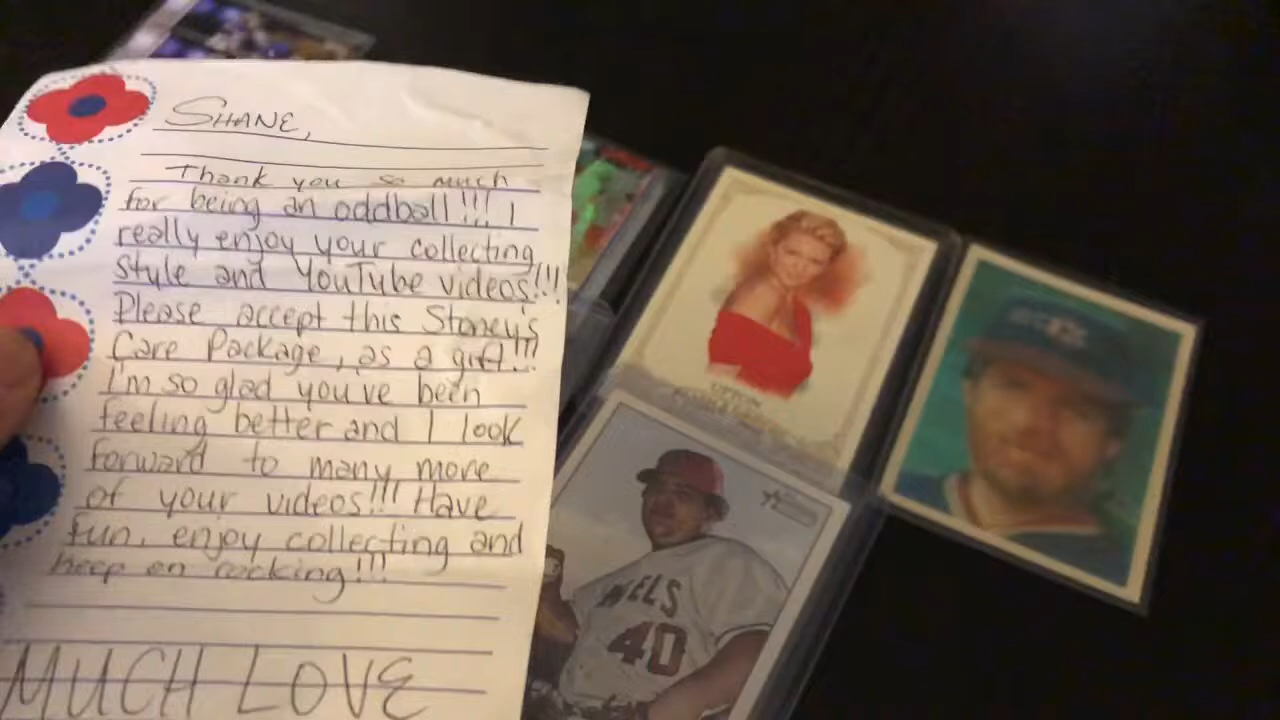 SHANE,
Thank you so much
for being an oddball!!! I
really enjoy your collecting
style and YouTube videos!!!
Please accept this Stoney's
Care Package, as a gift!!!
I'm so glad you've been
feeling better and I look
forward to many more
of your videos!!! Have
fun, enjoy collecting and
keep on rocking!!!
MUCH LOVE
UPTON
ANGELS
40